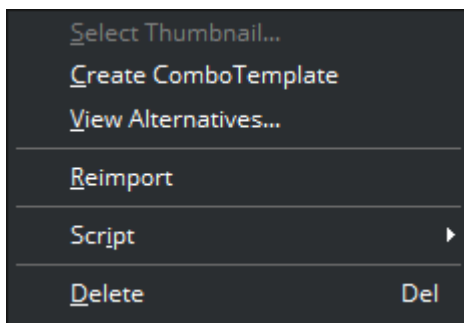 Select Thumbnail...
Create ComboTemplate
View Alternatives...
Reimport
Script
Delete Del